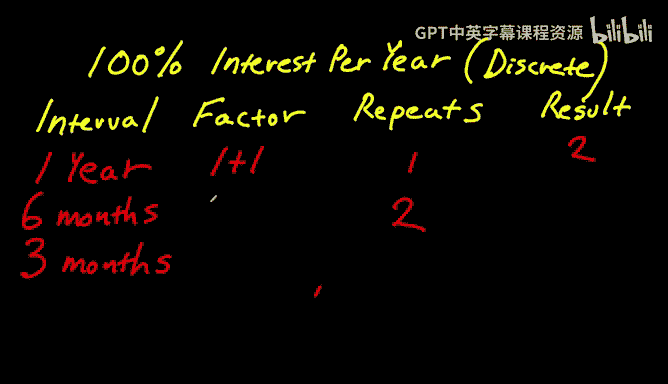 GPT中英字幕课程资源 bilibili
100% Interest Per Year (Discrete)
Interval Factor Repeats Result
1 Year 1+1 1 2
6 months 2
3 months